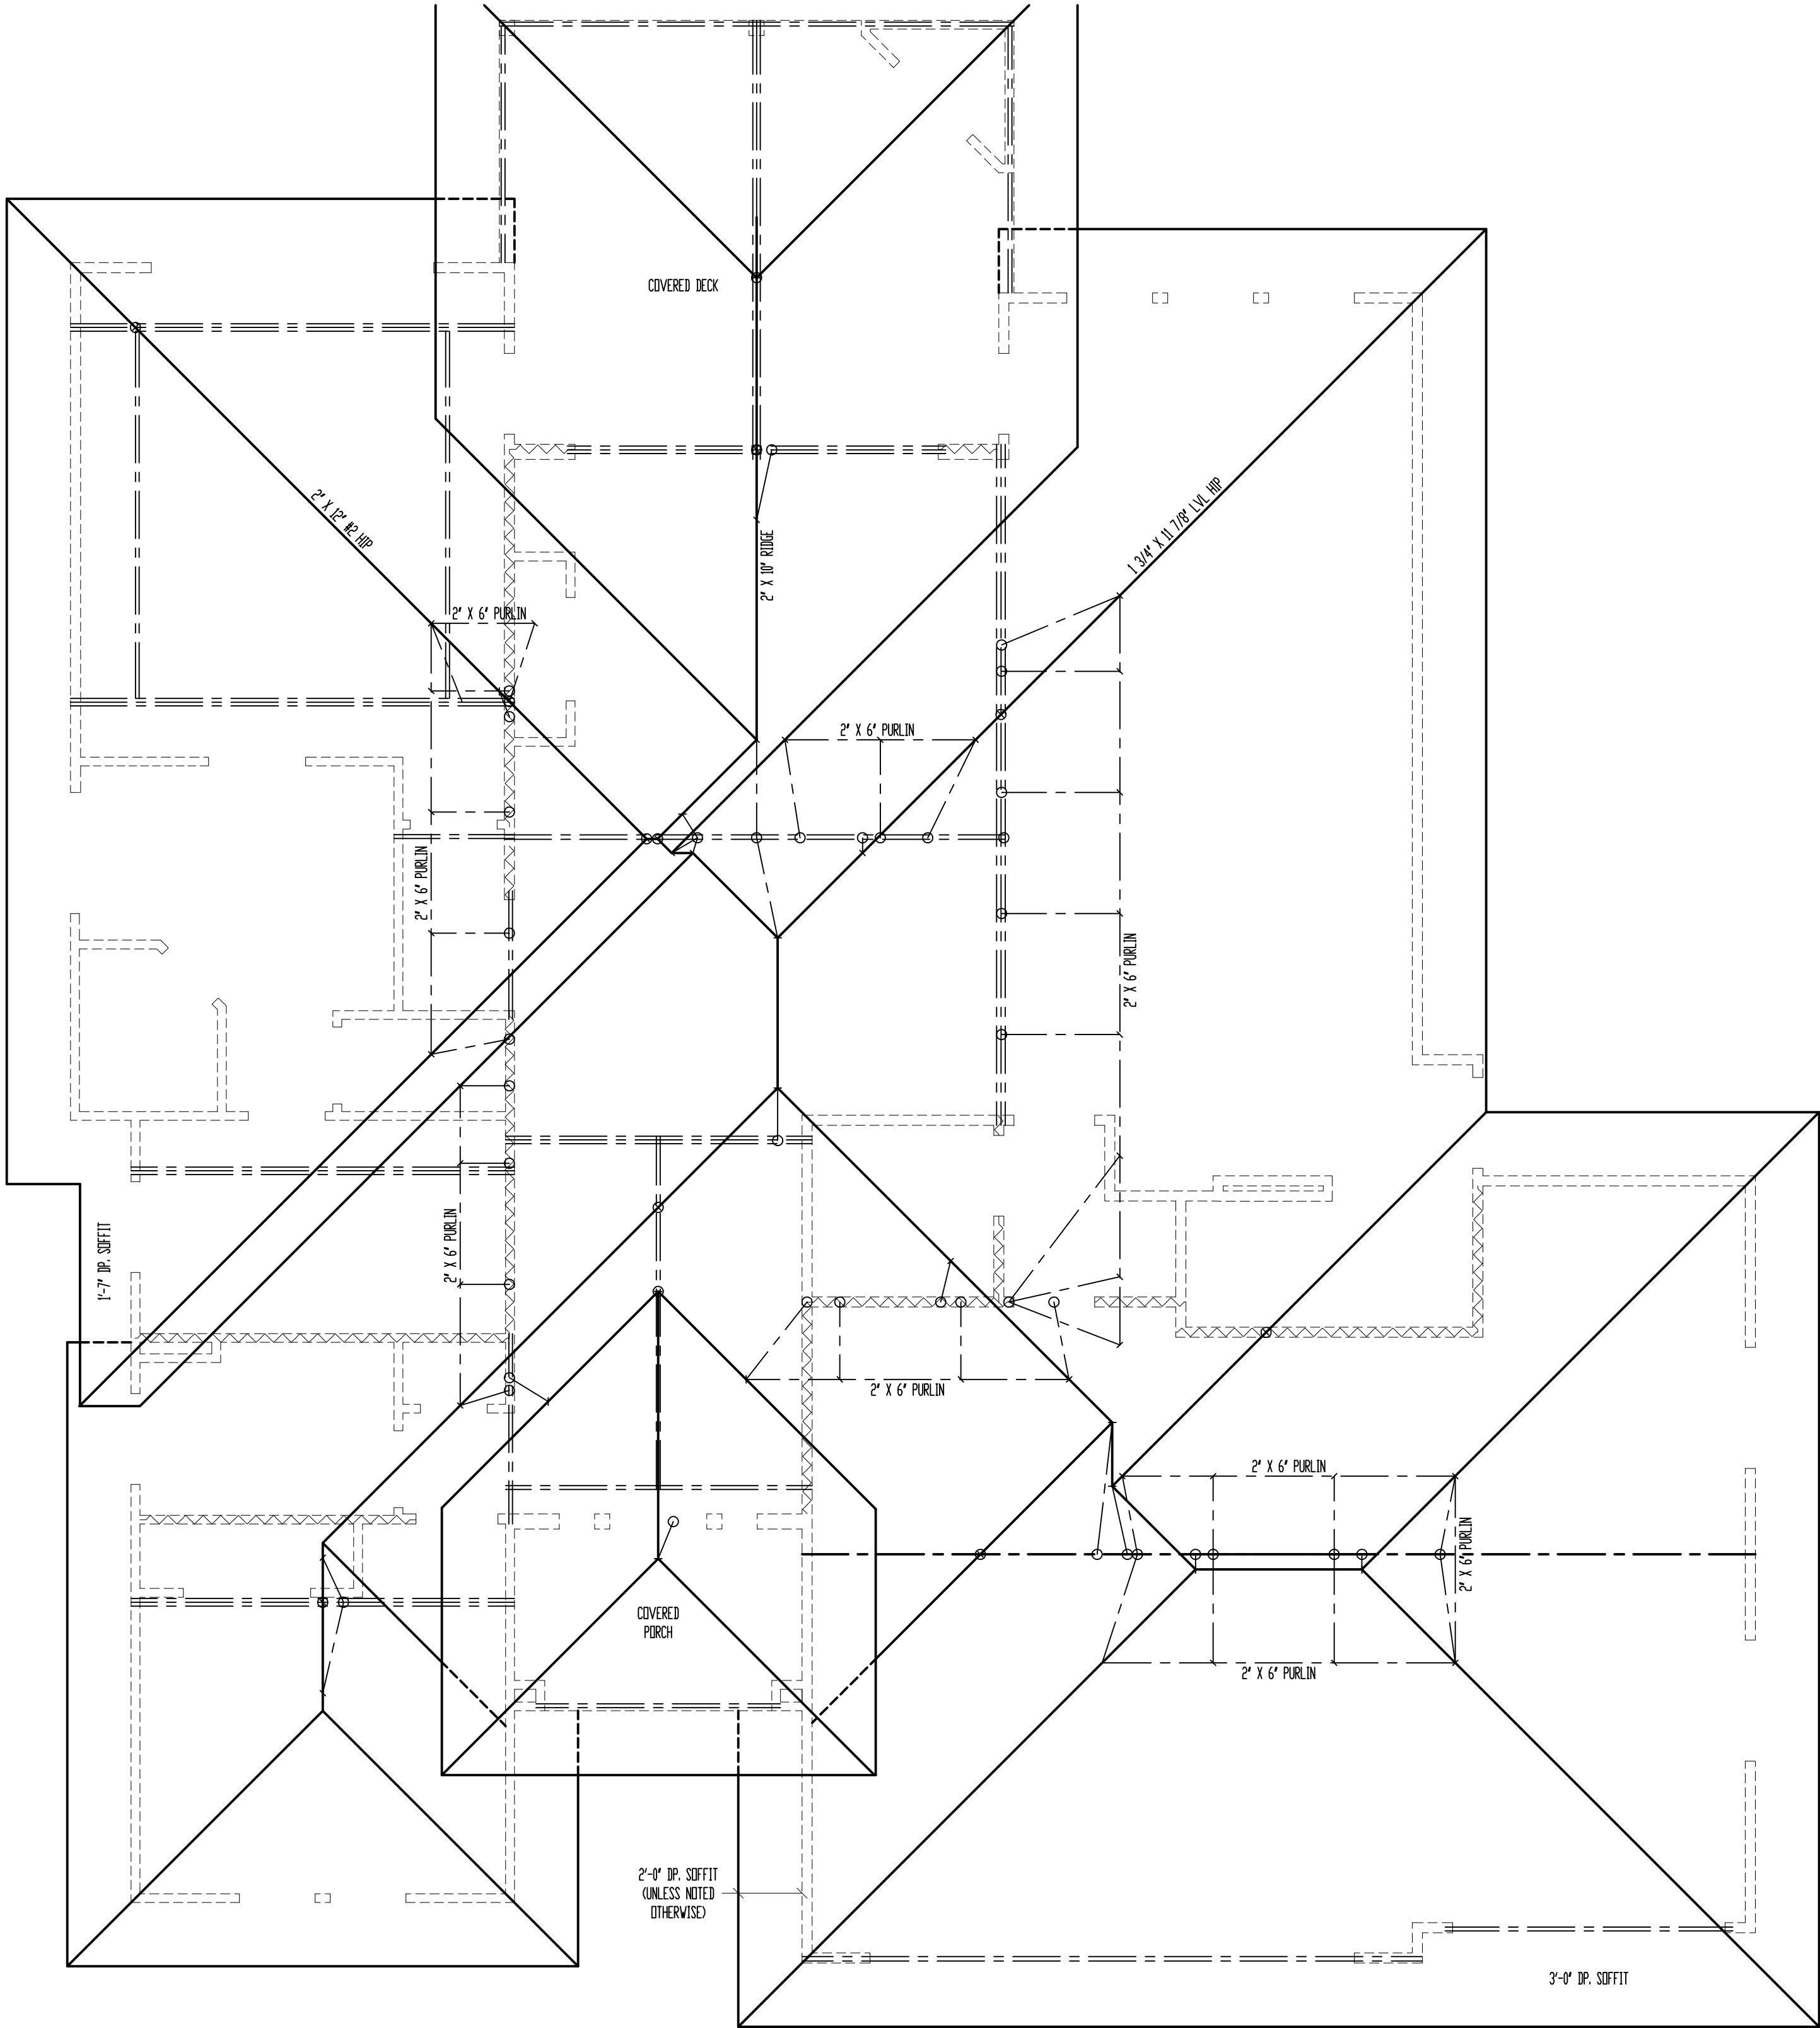 COVERED DECK
2" X 12" #2 HIP
1 3/4" X 11 7/8" LVL HIP
2" X 10" RIDGE
2" X 6" PURLIN
2" X 6" PURLIN
2" X 6" PURLIN
2" X 6" PURLIN
1'-7" DP. SOFFIT
2" X 6" PURLIN
2" X 6" PURLIN
2" X 6" PURLIN
2" X 6" PURLIN
COVERED
PORCH
2" X 6" PURLIN
2'-0" DP. SOFFIT
(UNLESS NOTED
OTHERWISE)
3'-0" DP. SOFFIT